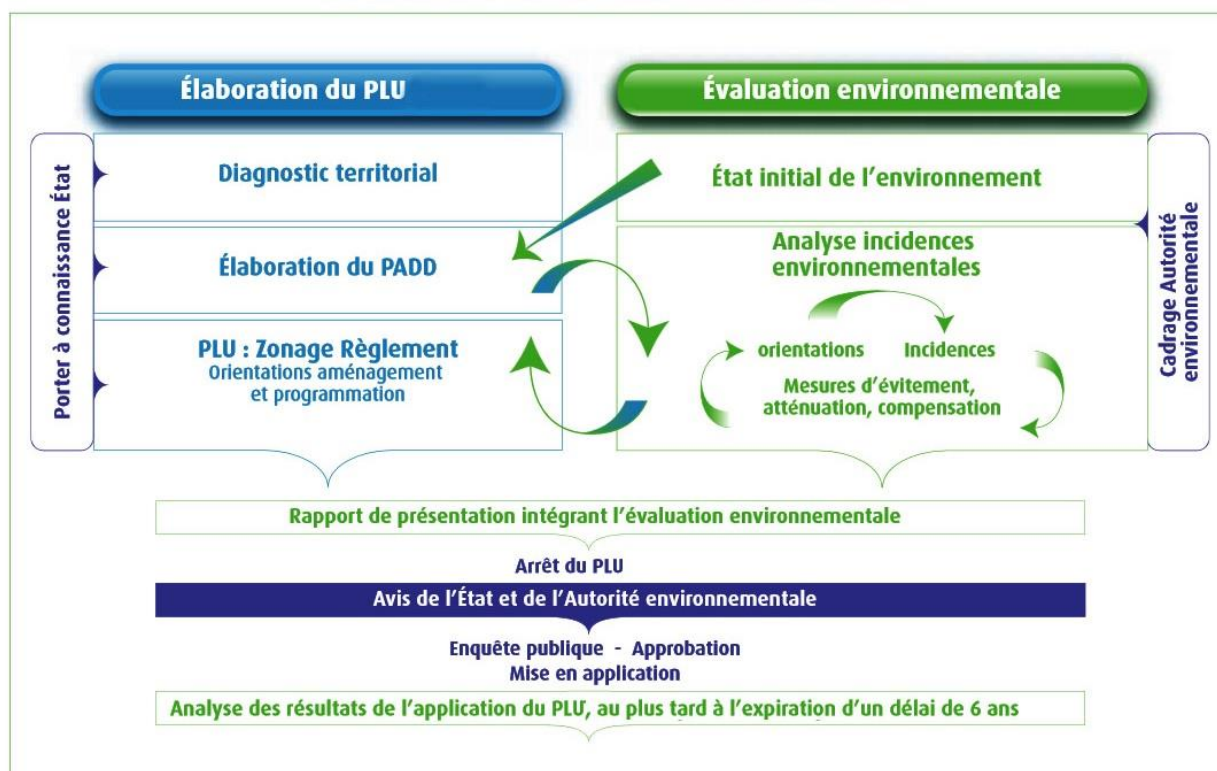 Élaboration du PLU
Évaluation environnementale
Porter à connaissance État
Diagnostic territorial
État initial de l'environnement
Cadrage Autorité
environnementale
Élaboration du PADD
Analyse incidences
environnementales
PLU : Zonage Règlement
Orientations aménagement
et programmation
orientations
Incidences
Mesures d'évitement,
atténuation, compensation
Rapport de présentation intégrant l'évaluation environnementale
Arrêt du PLU
Avis de l'État et de l'Autorité environnementale
Enquête publique - Approbation
Mise en application
Analyse des résultats de l'application du PLU, au plus tard à l'expiration d'un délai de 6 ans